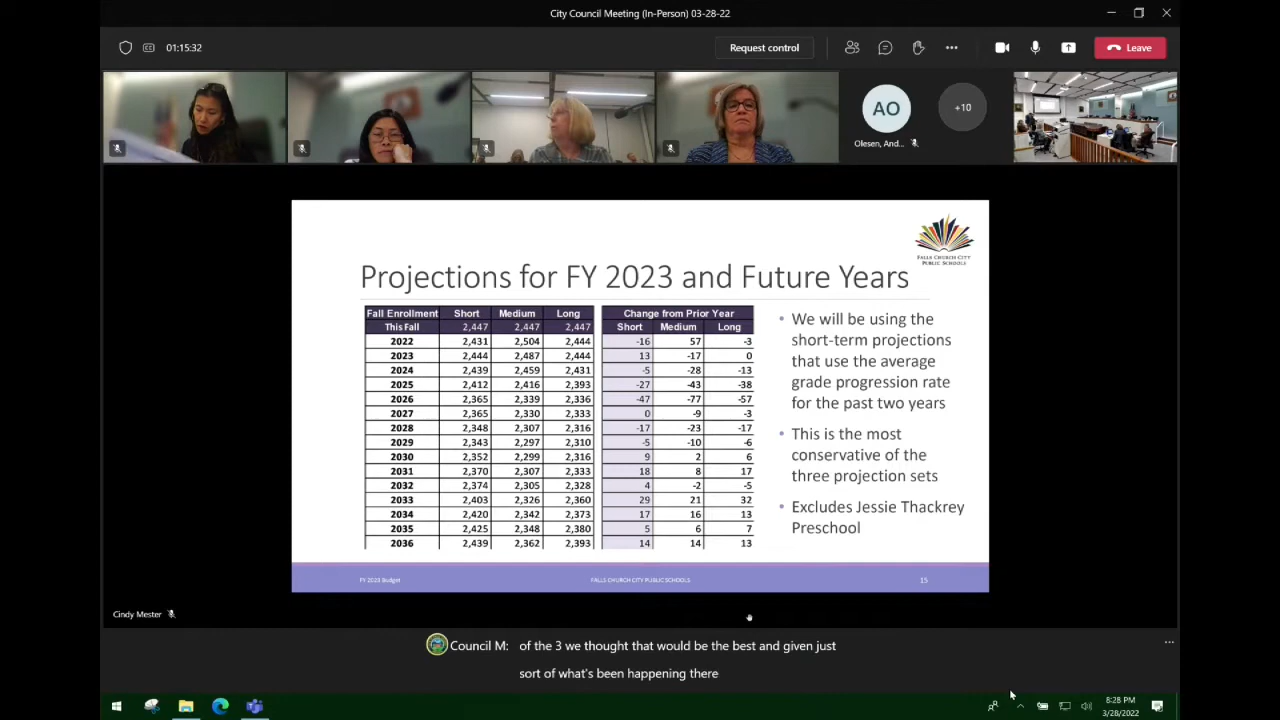 City Council Meeting (In-Person) 03-28-22
01:15:32
Request control
Leave
AO
+10
Olesen, And...
FALLS CHURCH CITY
PUBLIC SCHOOLS
Projections for FY 2023 and Future Years
Fall Enrollment Short Medium Long Change from Prior Year
This Fall 2,447 2,447 2,447 Short Medium Long
2022 2,431 2,504 2,444 -16 57 -3
2023 2,444 2,487 2,444 13 -17 0
2024 2,439 2,459 2,431 -5 -28 -13
2025 2,412 2,416 2,393 -27 -43 -38
2026 2,365 2,339 2,336 -47 -77 -57
2027 2,365 2,330 2,333 0 -9 -3
2028 2,348 2,307 2,316 -17 -23 -17
2029 2,343 2,297 2,310 -5 -10 -6
2030 2,352 2,299 2,316 9 2 6
2031 2,370 2,307 2,333 18 8 17
2032 2,374 2,305 2,328 4 -2 -5
2033 2,403 2,326 2,360 29 21 32
2034 2,420 2,342 2,373 17 16 13
2035 2,425 2,348 2,380 5 6 7
2036 2,439 2,362 2,393 14 14 13
• We will be using the
short-term projections
that use the average
grade progression rate
for the past two years
• This is the most
conservative of the
three projection sets
• Excludes Jessie Thackrey
Preschool
FY 2023 Budget FALLS CHURCH CITY PUBLIC SCHOOLS 15
Cindy Mester
Council M: of the 3 we thought that would be the best and given just
sort of what's been happening there
8:28 PM
3/28/2022